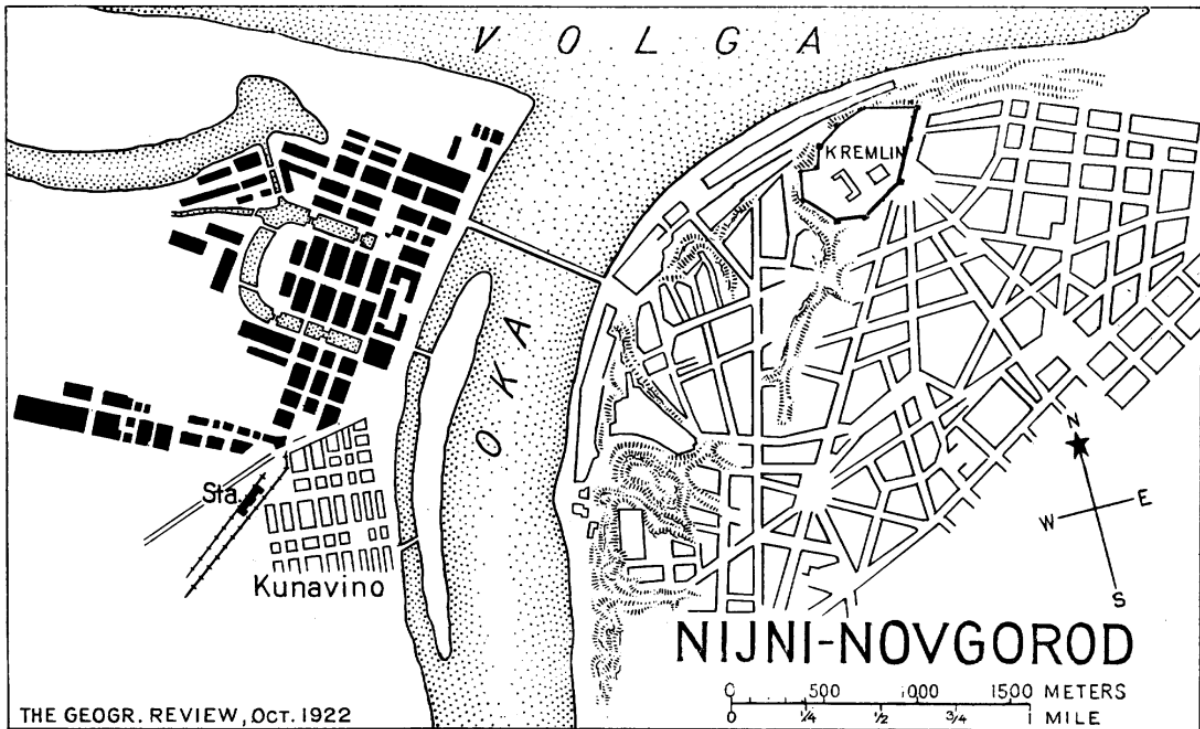 VOLGA
KREMLIN
OKA
Sta.
Kunavino
N
W E
S
NIJNI-NOVGOROD
0 500 1000 1500 METERS
0 1/4 1/2 3/4 1 MILE
THE GEOGR. REVIEW, OCT. 1922